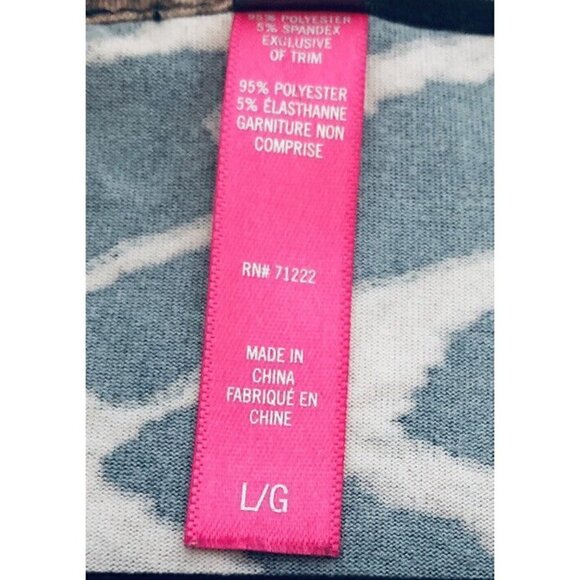 95% POLYESTER
5% SPANDEX
EXCLUSIVE
OF TRIM
95% POLYESTER
5% ÉLASTHANNE
GARNITURE NON
COMPRISE
RN# 71222
MADE IN
CHINA
FABRIQUÉ EN
CHINE
L/G